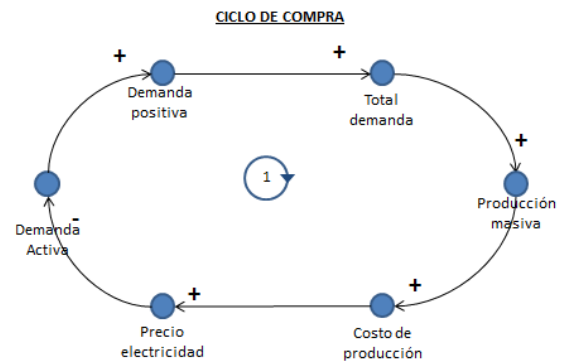 CICLO DE COMPRA
+
+
Demanda
positiva
Total
demanda
+
1
Producción
masiva
-
Demanda
Activa
+
+
Precio
electricidad
Costo de
producción